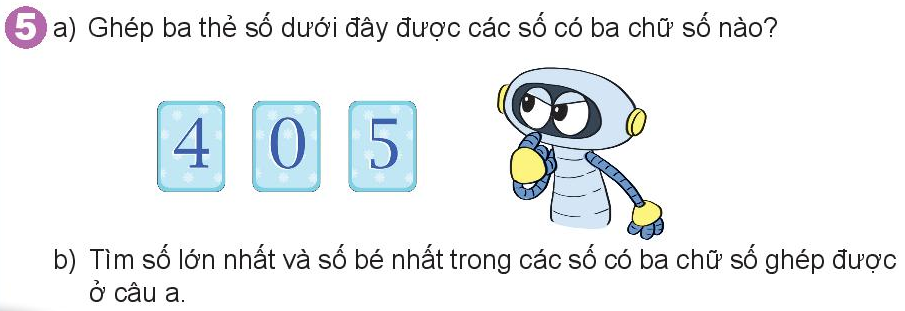 5 a) Ghép ba thẻ số dưới đây được các số có ba chữ số nào?
4 0 5
b) Tìm số lớn nhất và số bé nhất trong các số có ba chữ số ghép được
ở câu a.